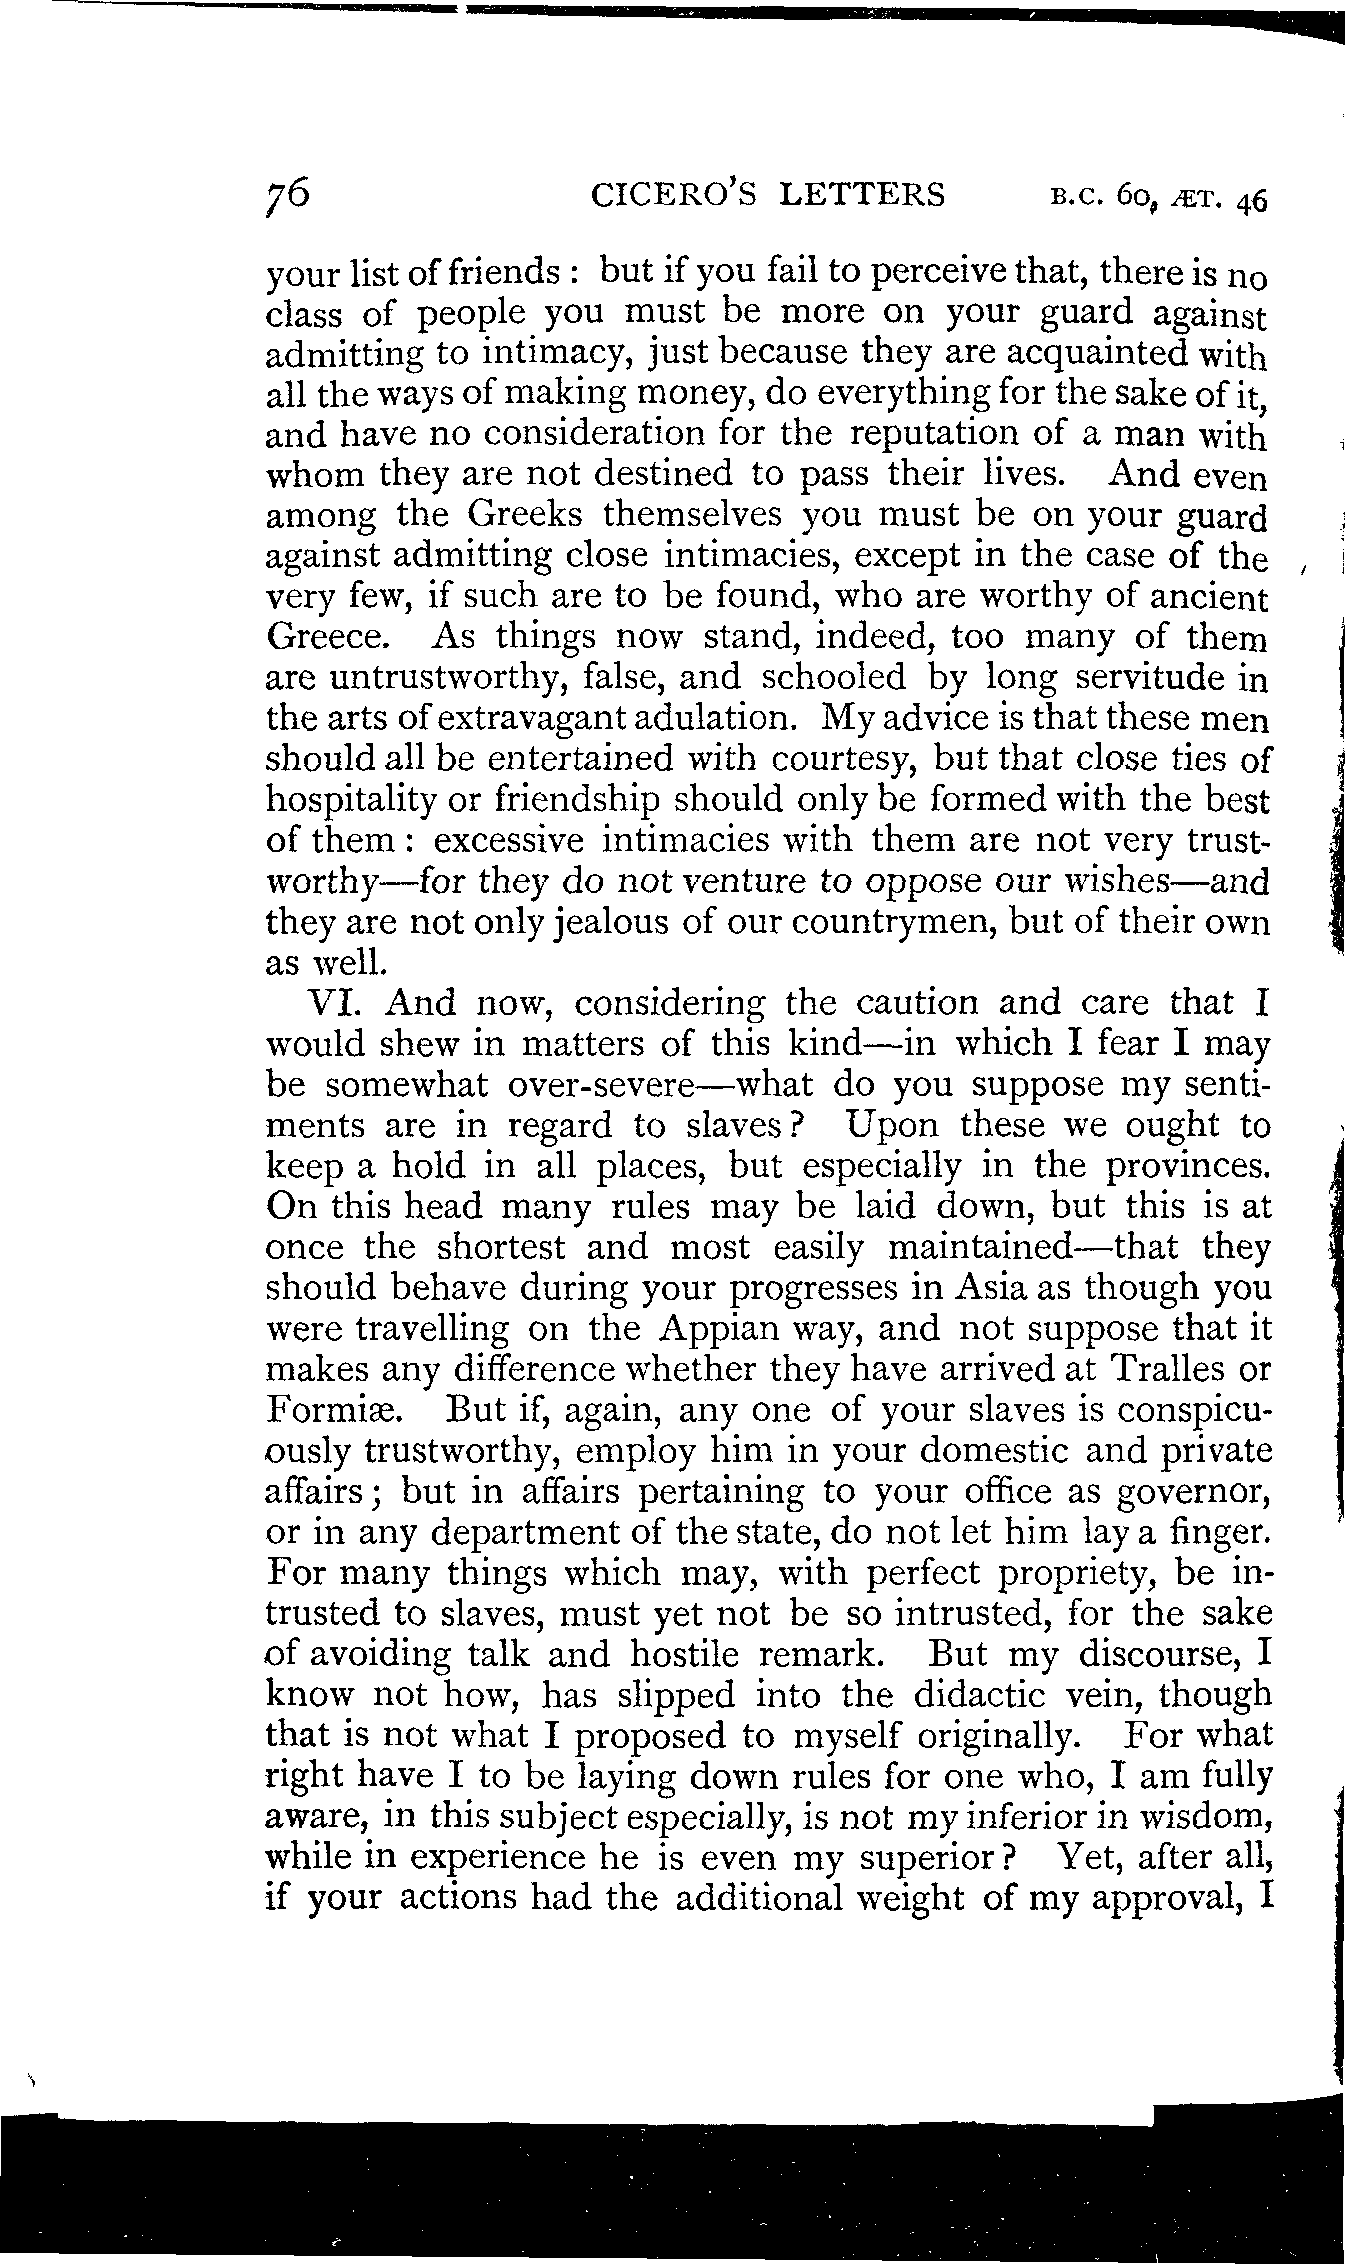 76 CICERO'S LETTERS B.C. 60, ÆT. 46
your list of friends : but if you fail to perceive that, there is no
class of people you must be more on your guard against
admitting to intimacy, just because they are acquainted with
all the ways of making money, do everything for the sake of it,
and have no consideration for the reputation of a man with
whom they are not destined to pass their lives. And even
among the Greeks themselves you must be on your guard
against admitting close intimacies, except in the case of the
very few, if such are to be found, who are worthy of ancient
Greece. As things now stand, indeed, too many of them
are untrustworthy, false, and schooled by long servitude in
the arts of extravagant adulation. My advice is that these men
should all be entertained with courtesy, but that close ties of
hospitality or friendship should only be formed with the best
of them : excessive intimacies with them are not very trust-
worthy—for they do not venture to oppose our wishes—and
they are not only jealous of our countrymen, but of their own
as well.
VI. And now, considering the caution and care that I
would shew in matters of this kind—in which I fear I may
be somewhat over-severe—what do you suppose my senti-
ments are in regard to slaves? Upon these we ought to
keep a hold in all places, but especially in the provinces.
On this head many rules may be laid down, but this is at
once the shortest and most easily maintained—that they
should behave during your progresses in Asia as though you
were travelling on the Appian way, and not suppose that it
makes any difference whether they have arrived at Tralles or
Formiæ. But if, again, any one of your slaves is conspicu-
ously trustworthy, employ him in your domestic and private
affairs; but in affairs pertaining to your office as governor,
or in any department of the state, do not let him lay a finger.
For many things which may, with perfect propriety, be in-
trusted to slaves, must yet not be so intrusted, for the sake
of avoiding talk and hostile remark. But my discourse, I
know not how, has slipped into the didactic vein, though
that is not what I proposed to myself originally. For what
right have I to be laying down rules for one who, I am fully
aware, in this subject especially, is not my inferior in wisdom,
while in experience he is even my superior? Yet, after all,
if your actions had the additional weight of my approval, I